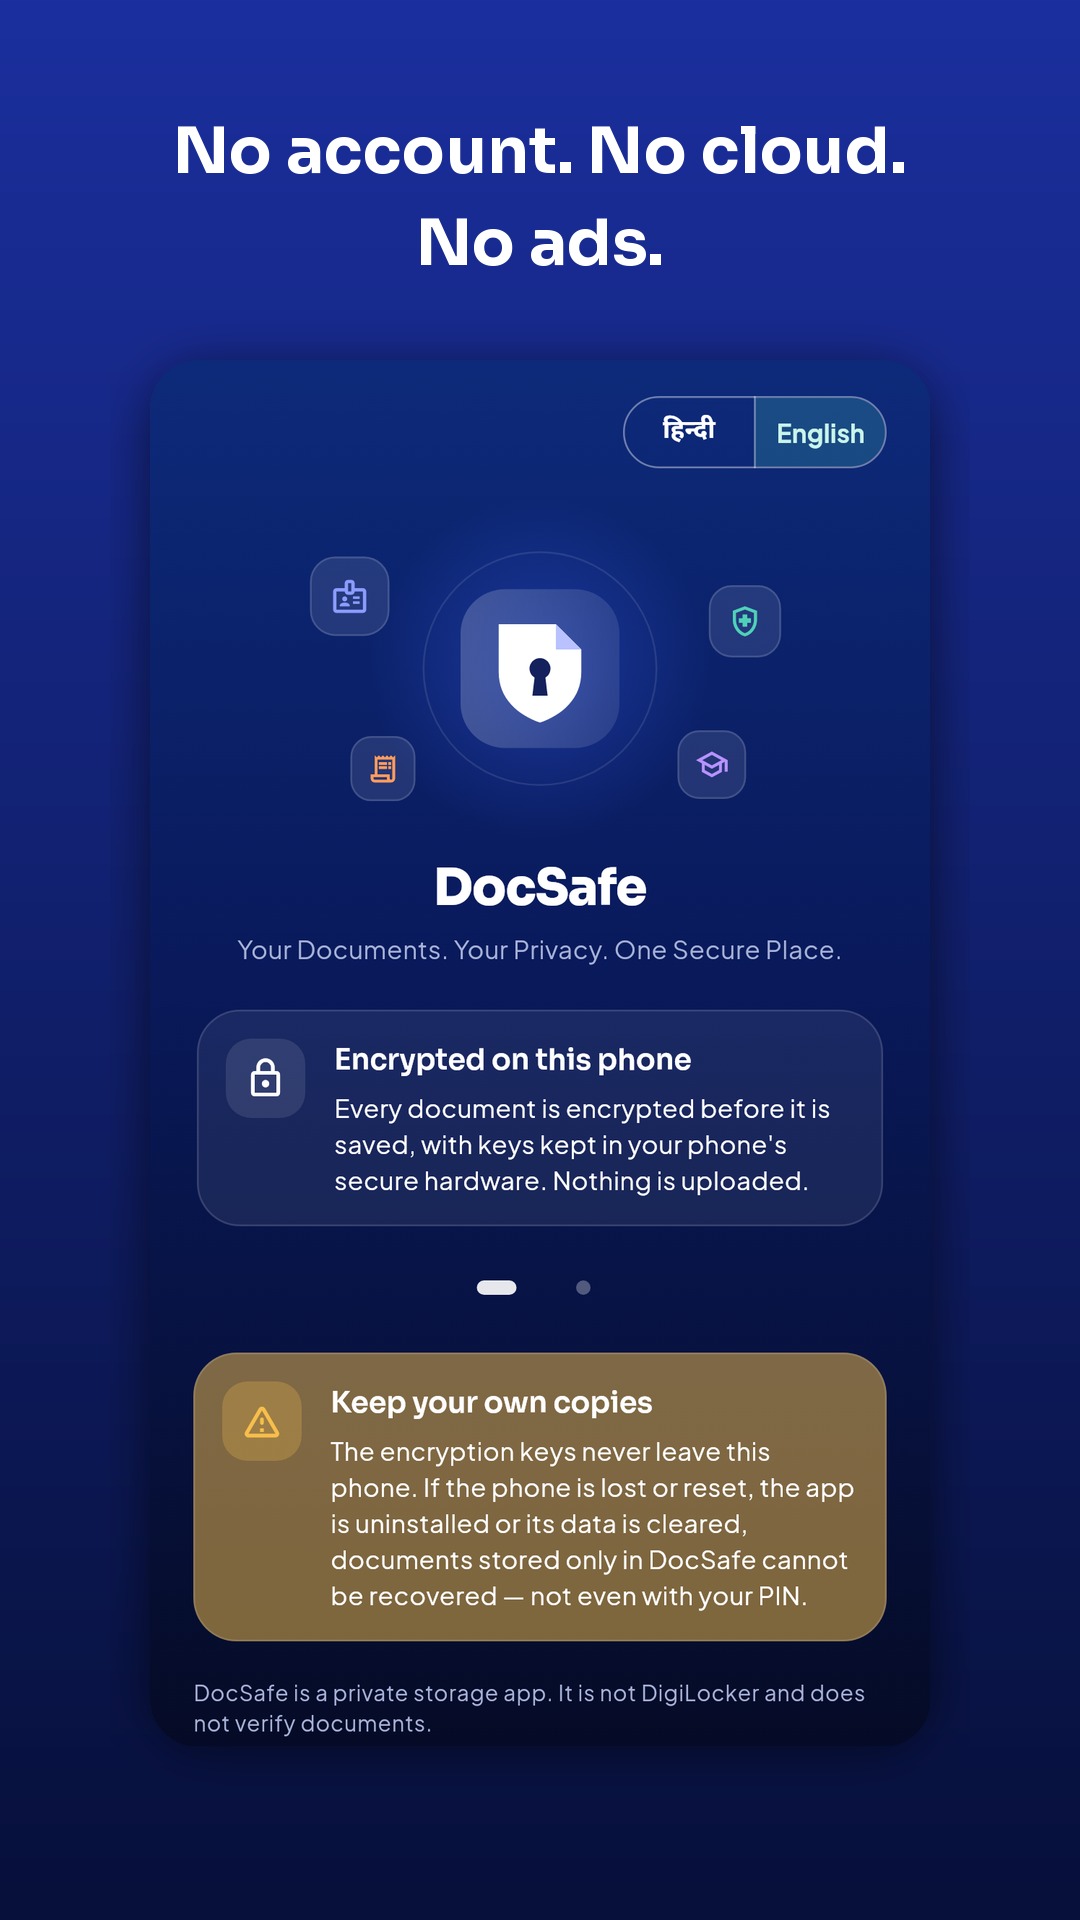 No account. No cloud.
No ads.
हिन्दी
English
DocSafe
Your Documents. Your Privacy. One Secure Place.
Encrypted on this phone
Every document is encrypted before it is
saved, with keys kept in your phone's
secure hardware. Nothing is uploaded.
Keep your own copies
The encryption keys never leave this
phone. If the phone is lost or reset, the app
is uninstalled or its data is cleared,
documents stored only in DocSafe cannot
be recovered — not even with your PIN.
DocSafe is a private storage app. It is not DigiLocker and does
not verify documents.